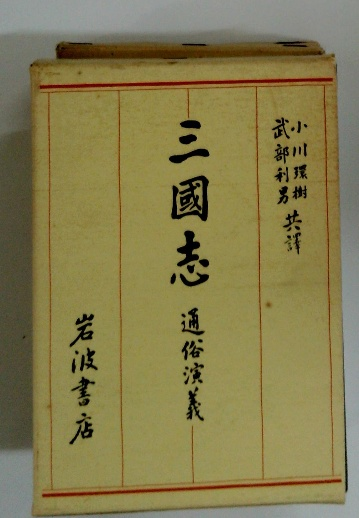 小川環樹
武部利男
共譯
三國志
通俗演義
岩波書店